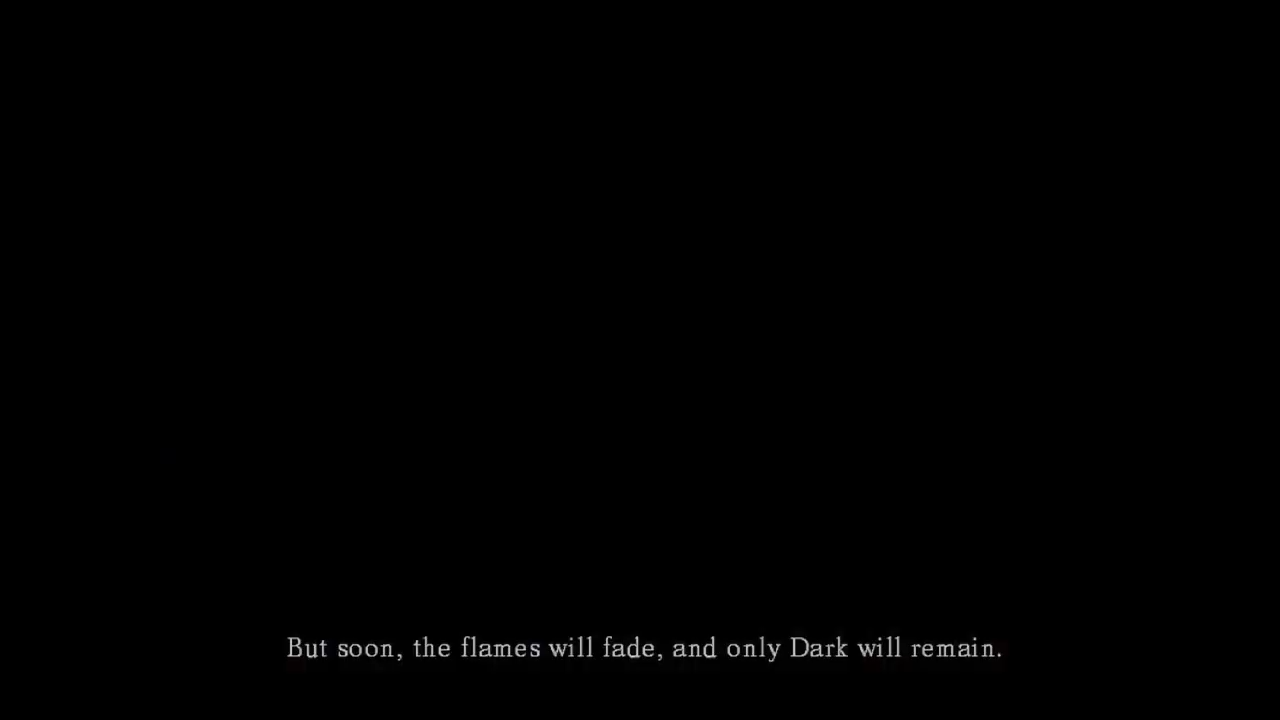 But soon, the flames will fade, and only Dark will remain.